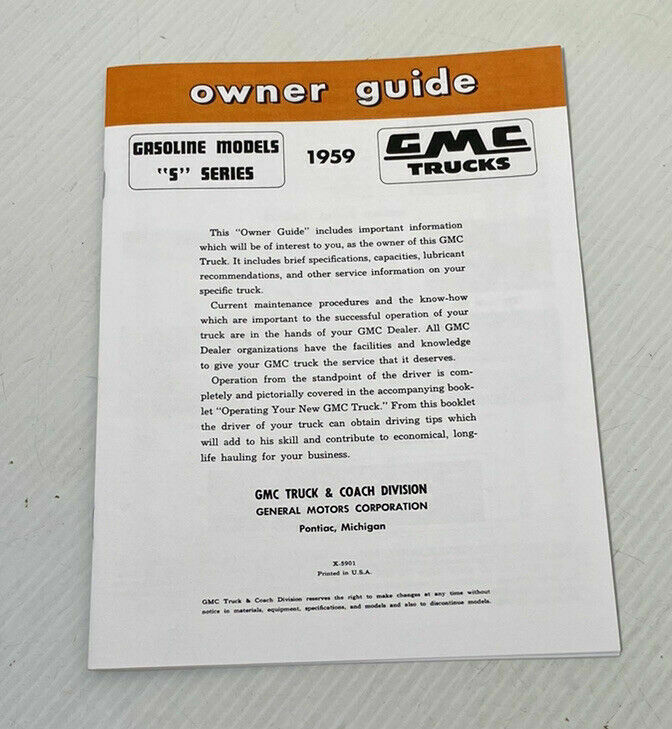 owner guide
GASOLINE MODELS
"S" SERIES
1959
GMC
TRUCKS
This "Owner Guide" includes important information
which will be of interest to you, as the owner of this GMC
Truck. It includes brief specifications, capacities, lubricant
recommendations, and other service information on your
specific truck.
Current maintenance procedures and the know-how
which are important to the successful operation of your
truck are in the hands of your GMC Dealer. All GMC
Dealer organizations have the facilities and knowledge
to give your GMC truck the service that it deserves.
Operation from the standpoint of the driver is com-
pletely and pictorially covered in the accompanying book-
let "Operating Your New GMC Truck." From this booklet
the driver of your truck can obtain driving tips which
will add to his skill and contribute to economical, long-
life hauling for your business.
GMC TRUCK & COACH DIVISION
GENERAL MOTORS CORPORATION
Pontiac, Michigan
X-5901
Printed in U.S.A.
GMC Truck & Coach Division reserves the right to make changes at any time without
notice in materials, equipment, specifications, and models and also to discontinue models.